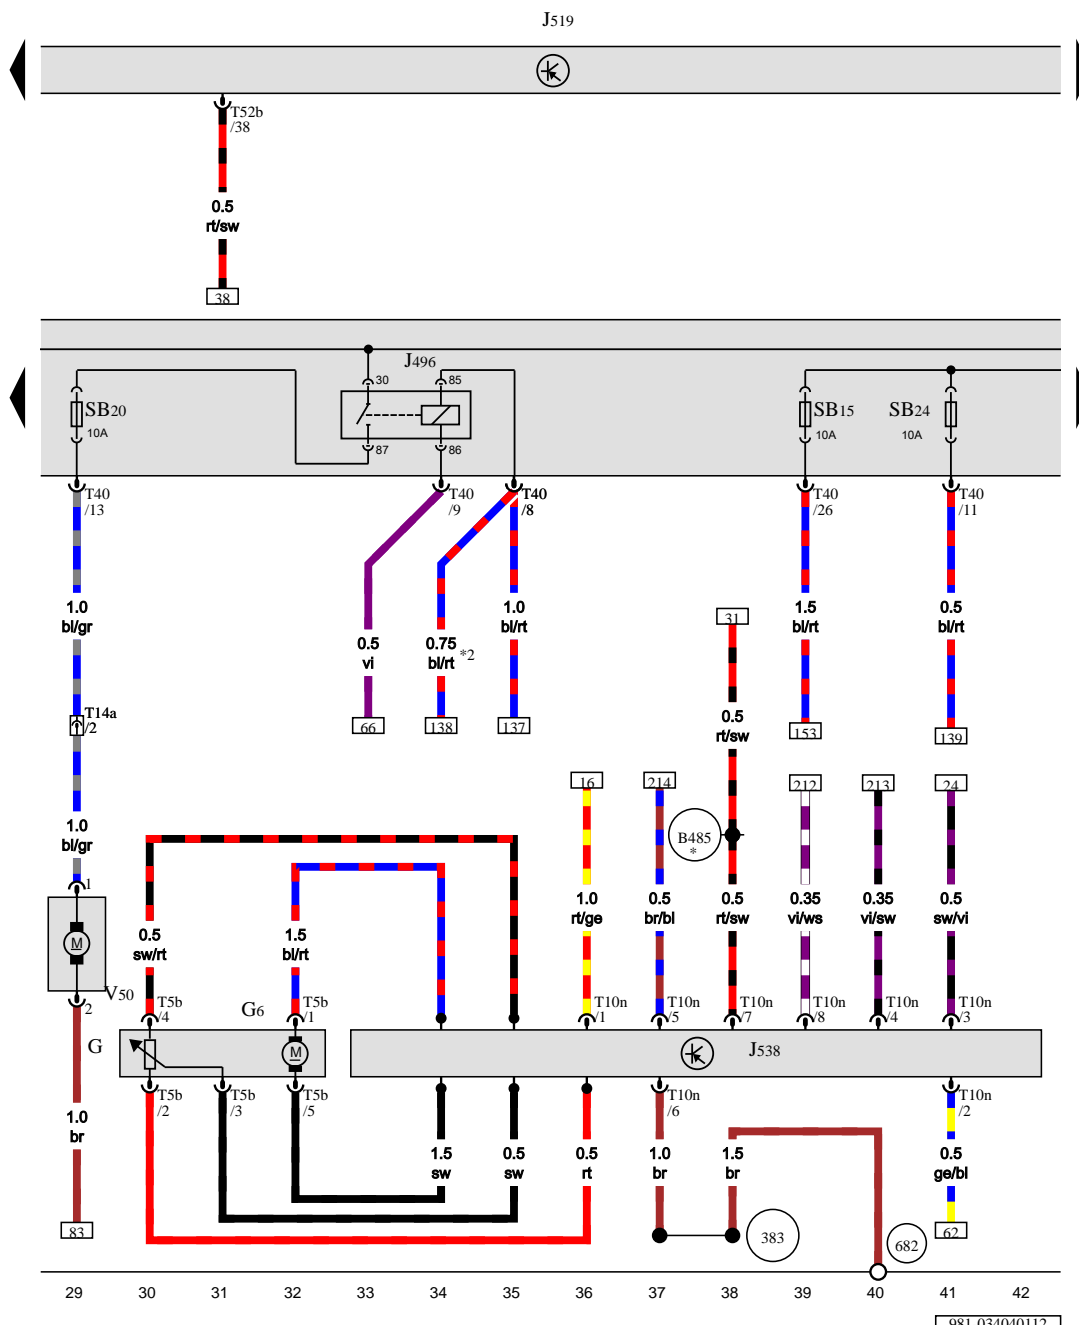 J519
T52b
/38
0.5
rt/sw
38
J496
30
85
SB20
10A
87
86
SB15
10A
SB24
10A
T40
/13
T40
/9
T40
/8
T40
/26
T40
/11
1.0
bl/gr
0.5
vi
0.75
bl/rt
*2
1.0
bl/rt
31
1.5
bl/rt
0.5
bl/rt
T14a
/2
66
138
137
0.5
rt/sw
153
139
16
214
212
213
24
1.0
bl/gr
B485
*
1
0.5
sw/rt
1.5
bl/rt
1.0
rt/ge
0.5
br/bl
0.5
rt/sw
0.35
vi/ws
0.35
vi/sw
0.5
sw/vi
M
V50
2
T5b
/4
G6
T5b
/1
T10n
/1
T10n
/5
T10n
/7
T10n
/8
T10n
/4
T10n
/3
G
M
J538
T5b
/2
T5b
/3
T5b
/5
T10n
/6
T10n
/2
1.0
br
1.5
sw
0.5
sw
0.5
rt
1.0
br
1.5
br
0.5
ge/bl
83
383
682
62
29 30 31 32 33 34 35 36 37 38 39 40 41 42
981-034040112